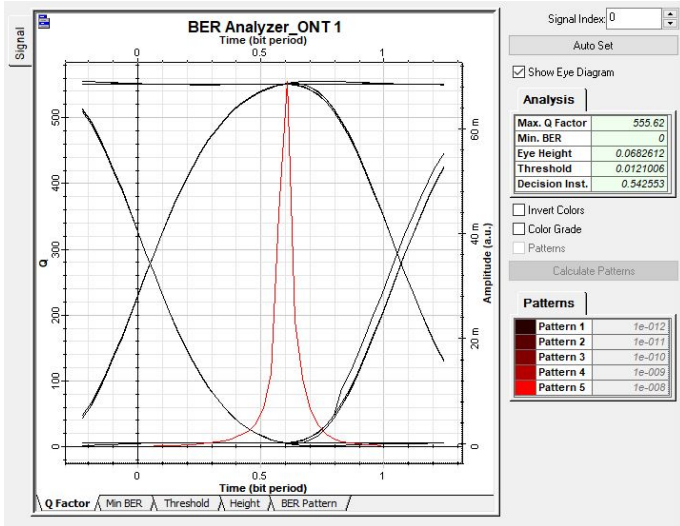 Signal
BER Analyzer_ONT 1
Time (bit period)
0 0.5 1
Q
0 100 200 300 400 500
Amplitude (a.u.)
0 20 m 40 m 60 m
0 0.5 1
Time (bit period)
Q Factor Min BER Threshold Height BER Pattern
Signal Index: 0
Auto Set
Show Eye Diagram
Analysis
Max. Q Factor 555.62
Min. BER 0
Eye Height 0.0682612
Threshold 0.0121006
Decision Inst. 0.542553
Invert Colors
Color Grade
Patterns
Calculate Patterns
Patterns
Pattern 1 1e-012
Pattern 2 1e-011
Pattern 3 1e-010
Pattern 4 1e-009
Pattern 5 1e-008